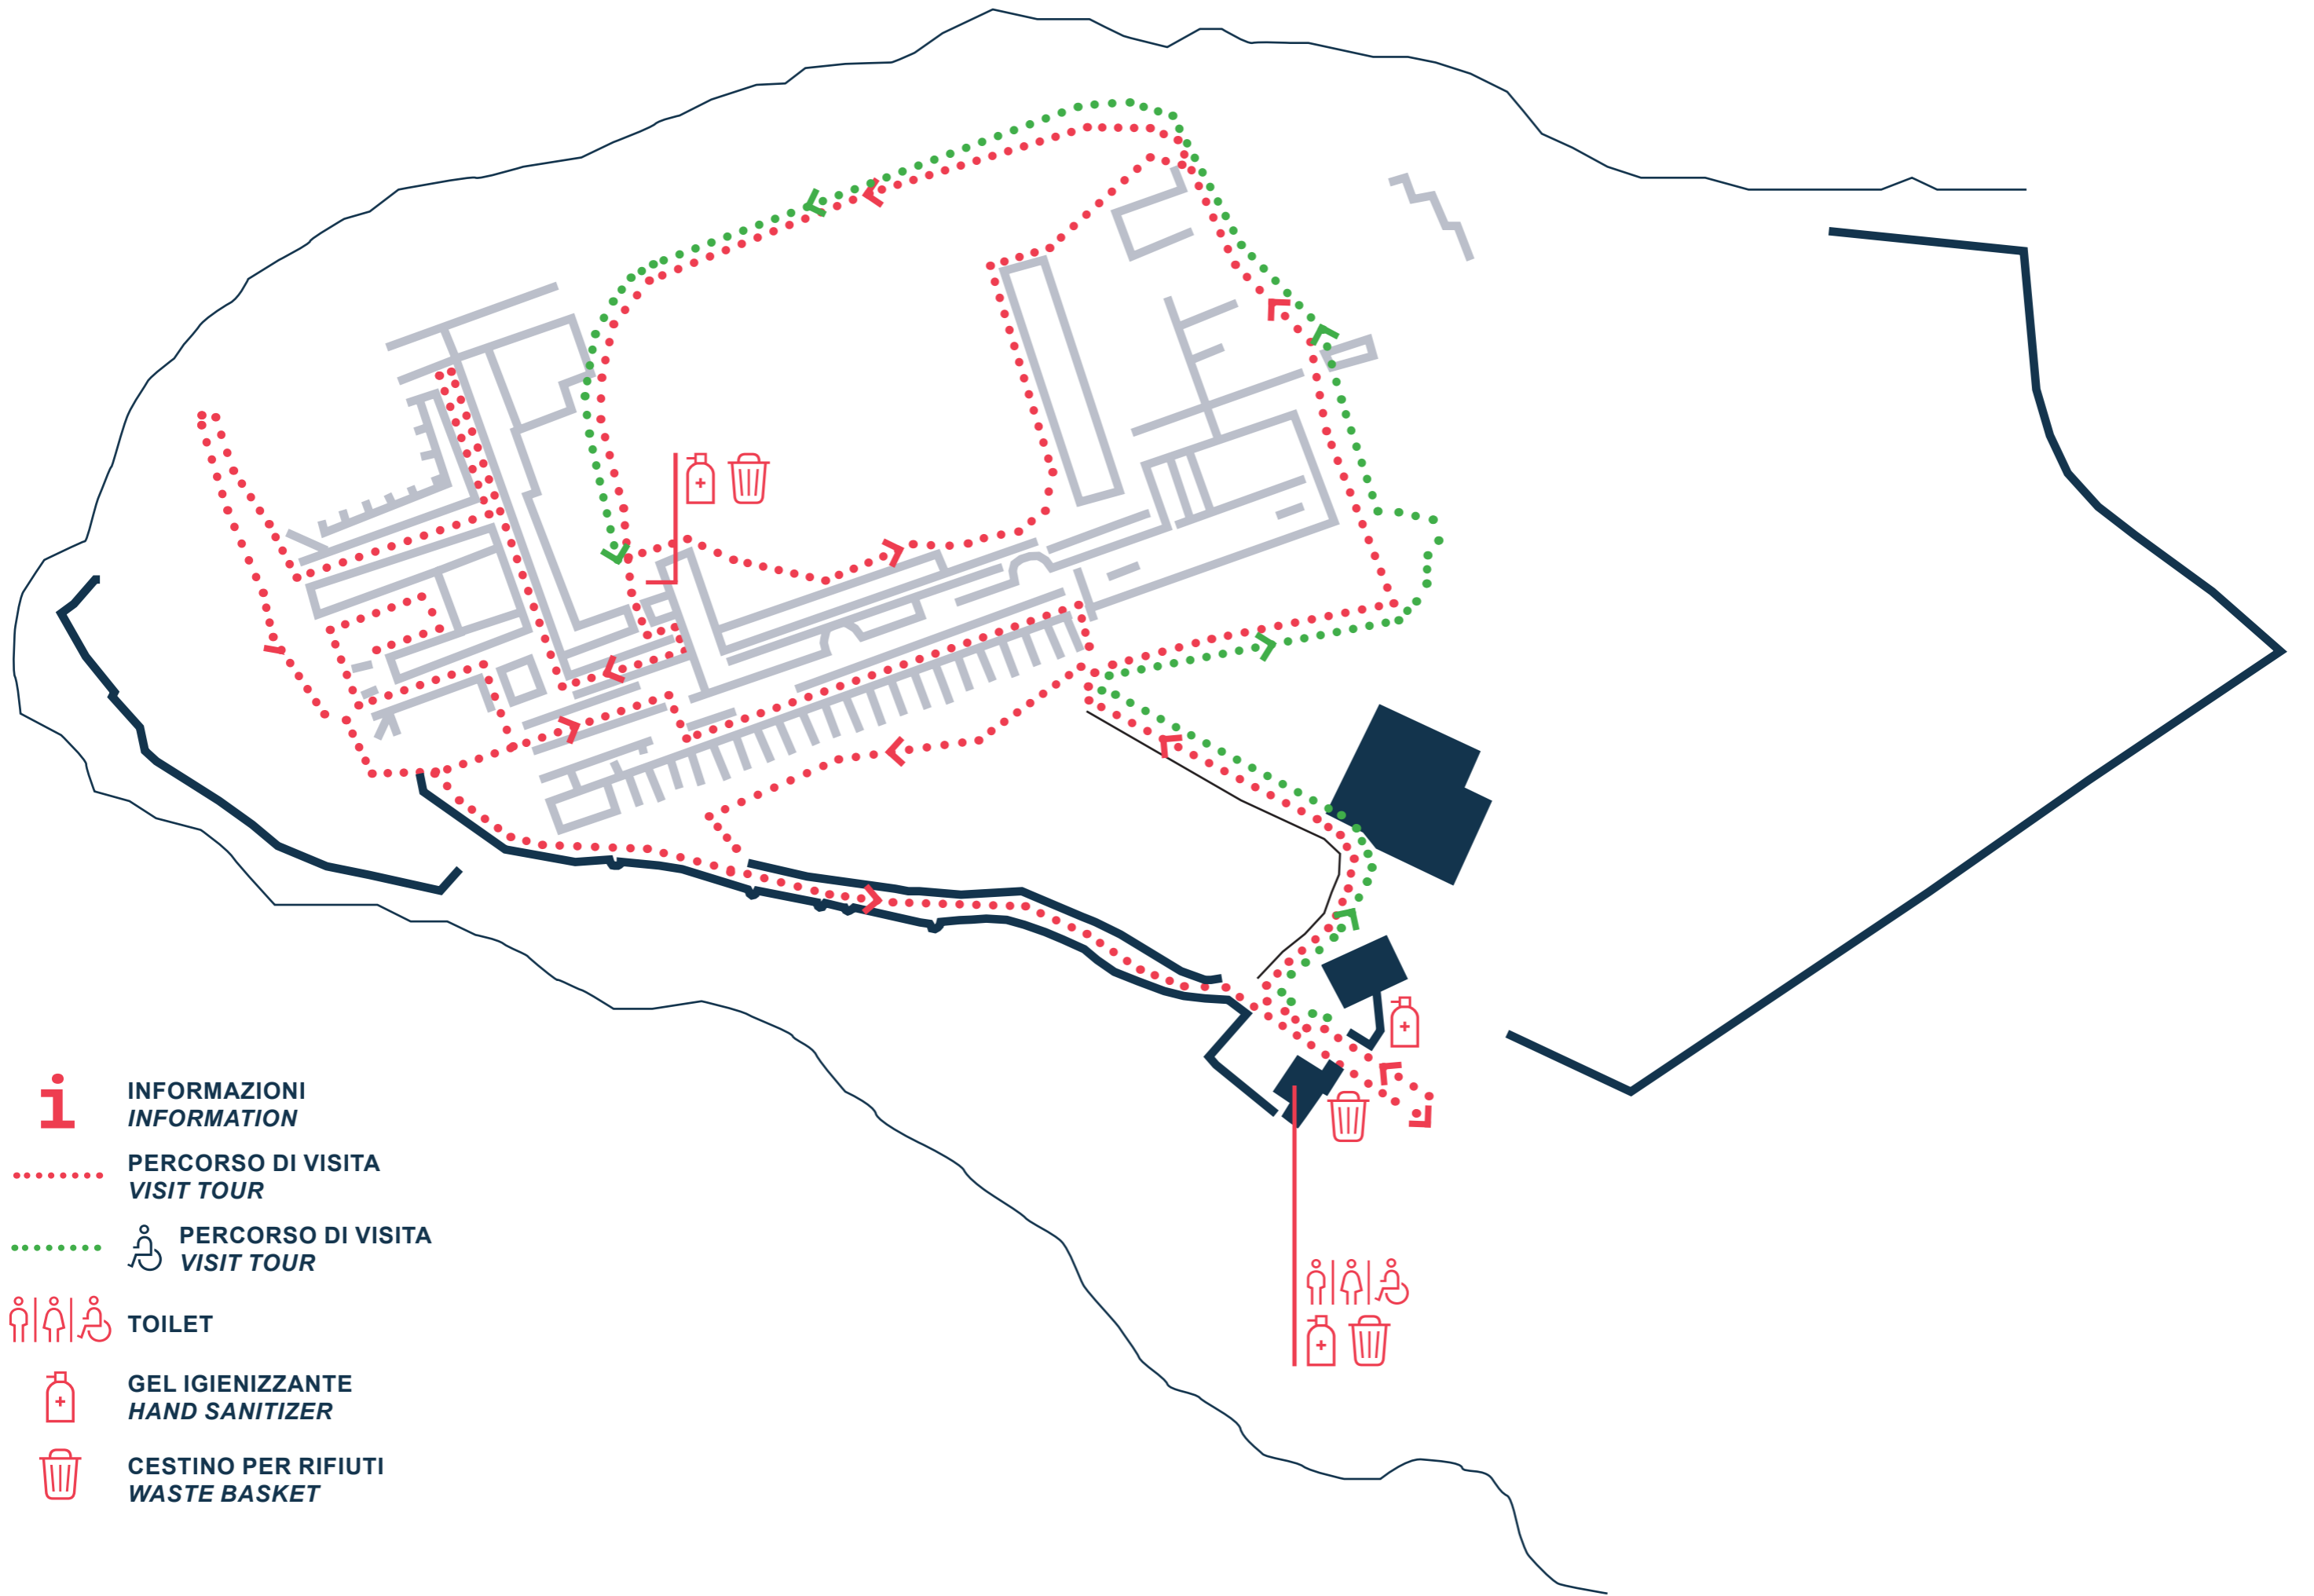 INFORMAZIONI
INFORMATION
PERCORSO DI VISITA
VISIT TOUR
PERCORSO DI VISITA
VISIT TOUR
TOILET
GEL IGIENIZZANTE
HAND SANITIZER
CESTINO PER RIFIUTI
WASTE BASKET